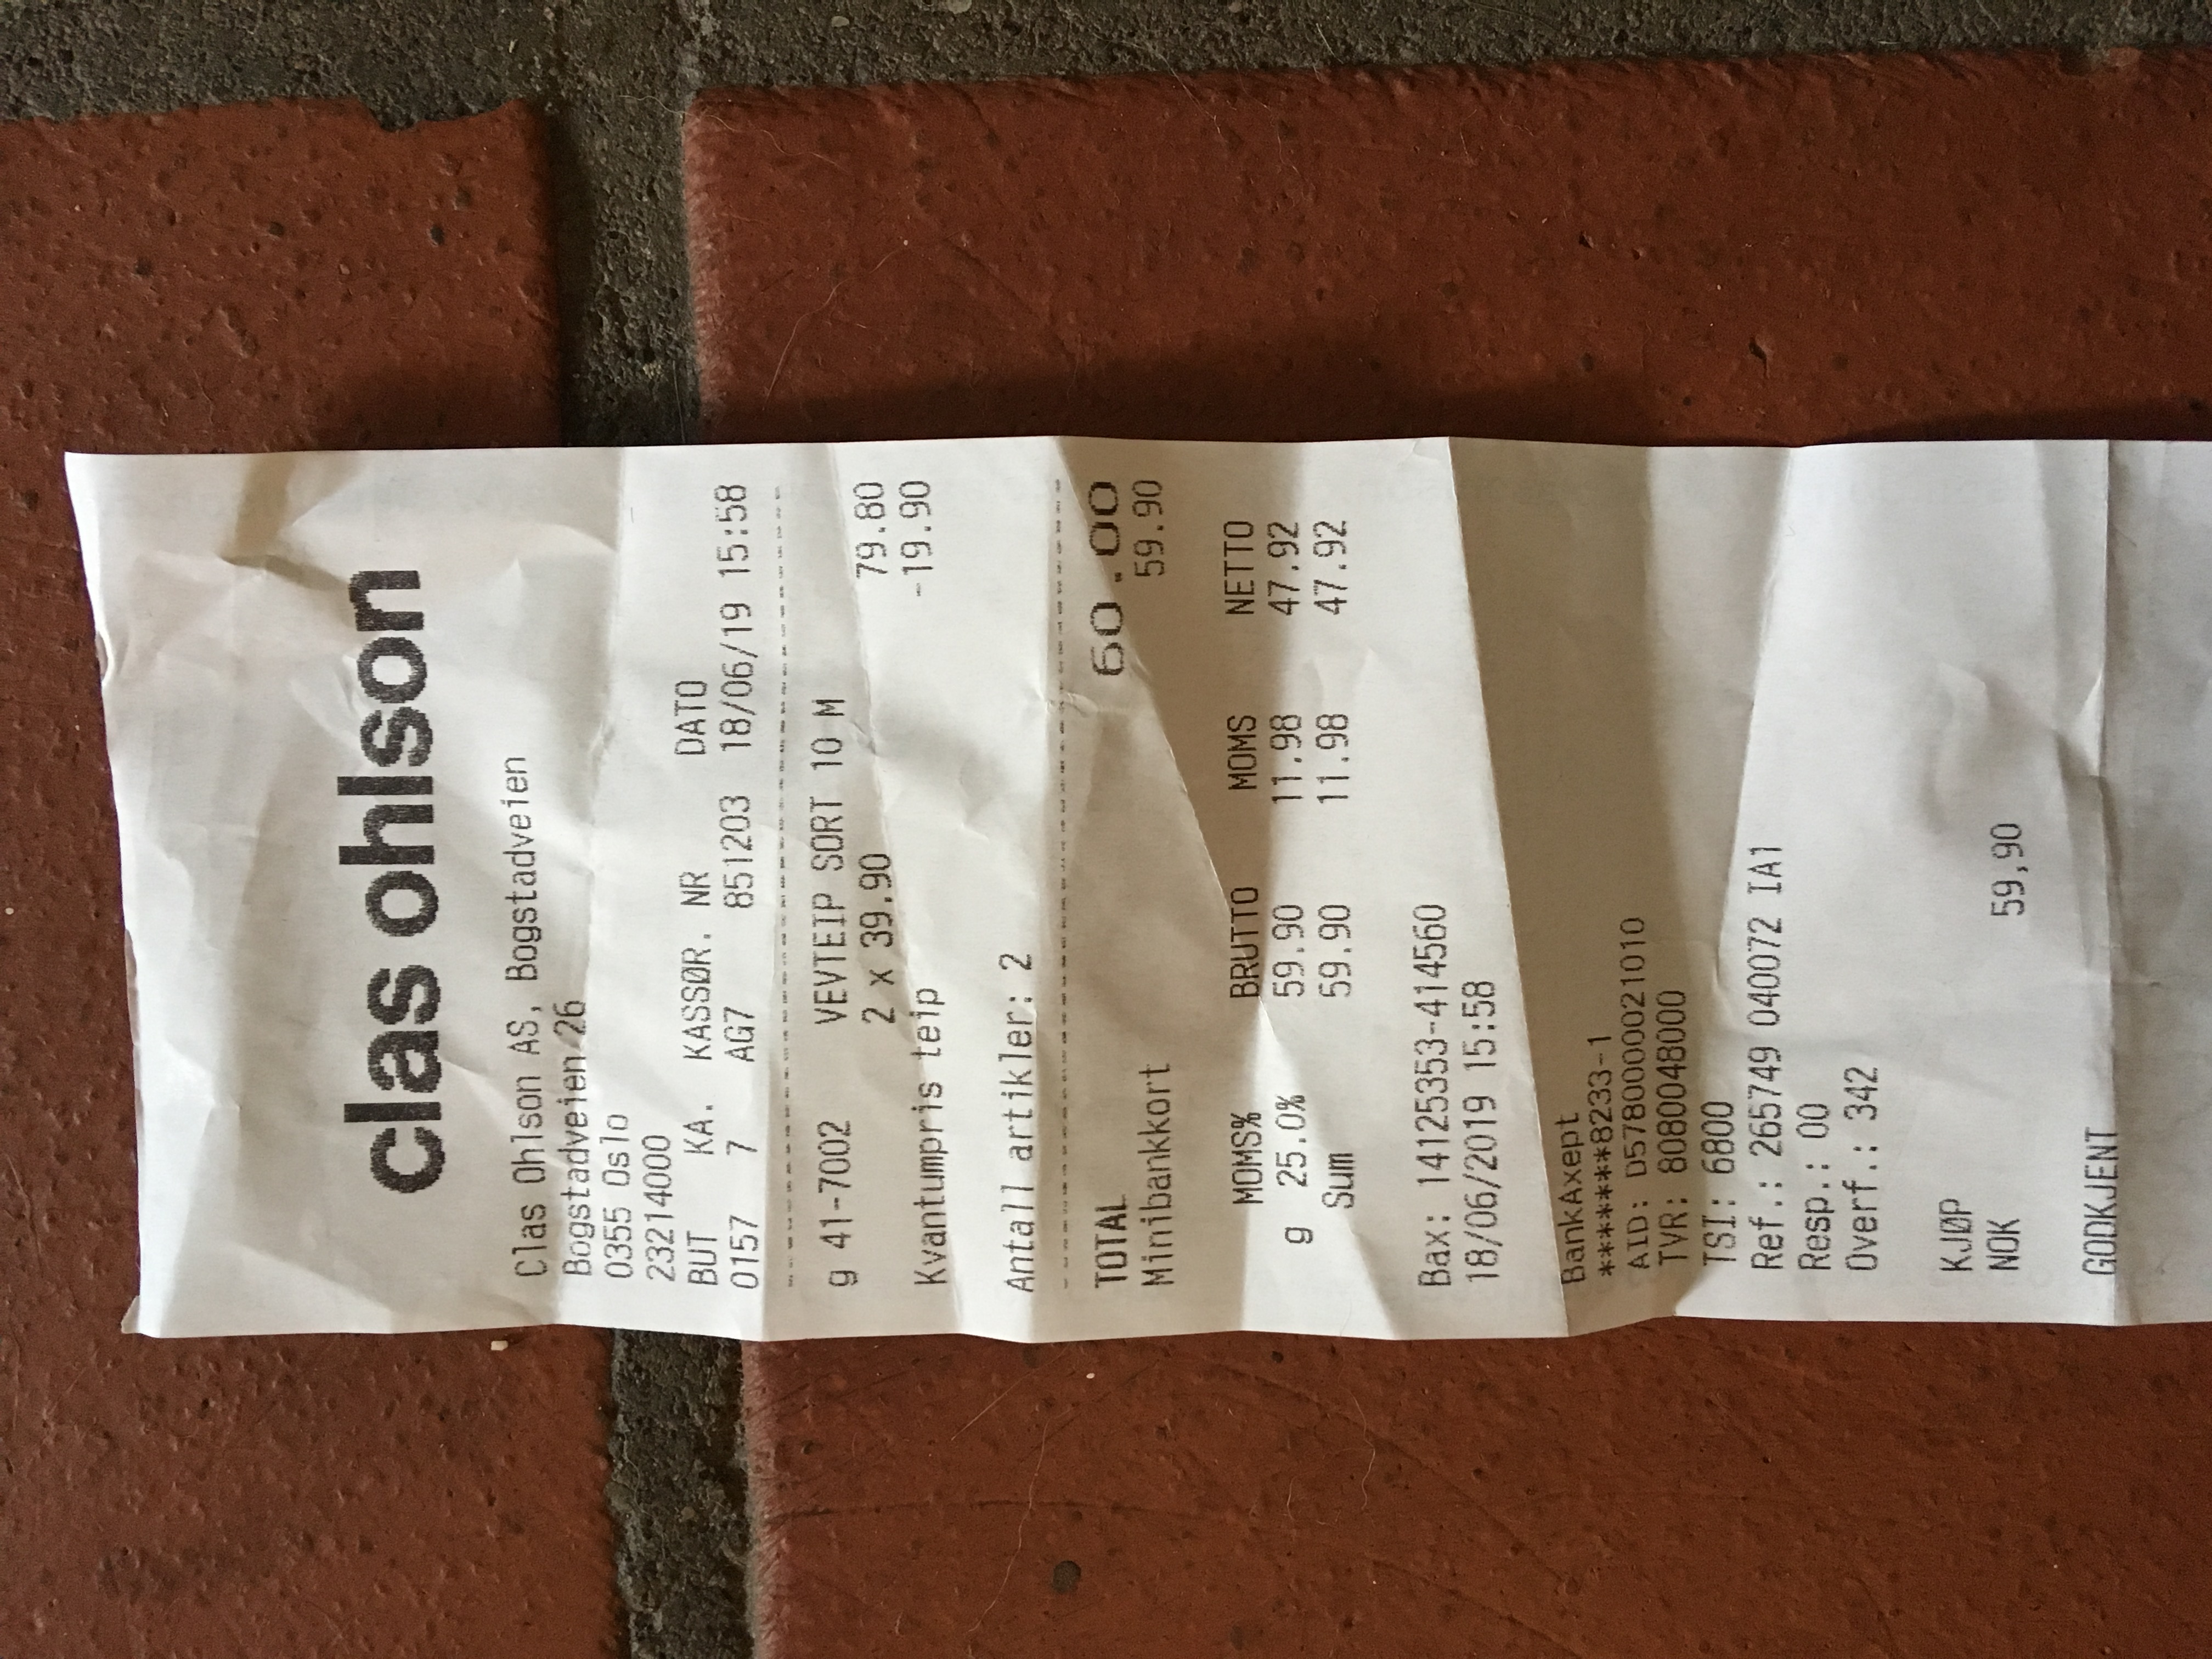 clas ohlson
Clas Ohlson AS, Bogstadveien
Bogstadveien 26
0355 Oslo
23214000
BUT KA. KASSØR. NR DATO
0157 7 AG7 851203 18/06/19 15:58
g 41-7002 VEVTEIP SORT 10 M
2 x 39.90 79.80
Kvantumpris teip -19.90
Antall artikler: 2
TOTAL 60.00
Minibankkort 59.90
MOMS% BRUTTO MOMS NETTO
g 25.0% 59.90 11.98 47.92
Sum 59.90 11.98 47.92
Bax: 14125353-414560
18/06/2019 15:58
BankAxept
*******8233-1
AID: D5780000021010
TVR: 8080048000
TSI: 6800
Ref.: 265749 040072 IA1
Resp.: 00
Overf.: 342
KJØP
NOK 59,90
GODKJENT